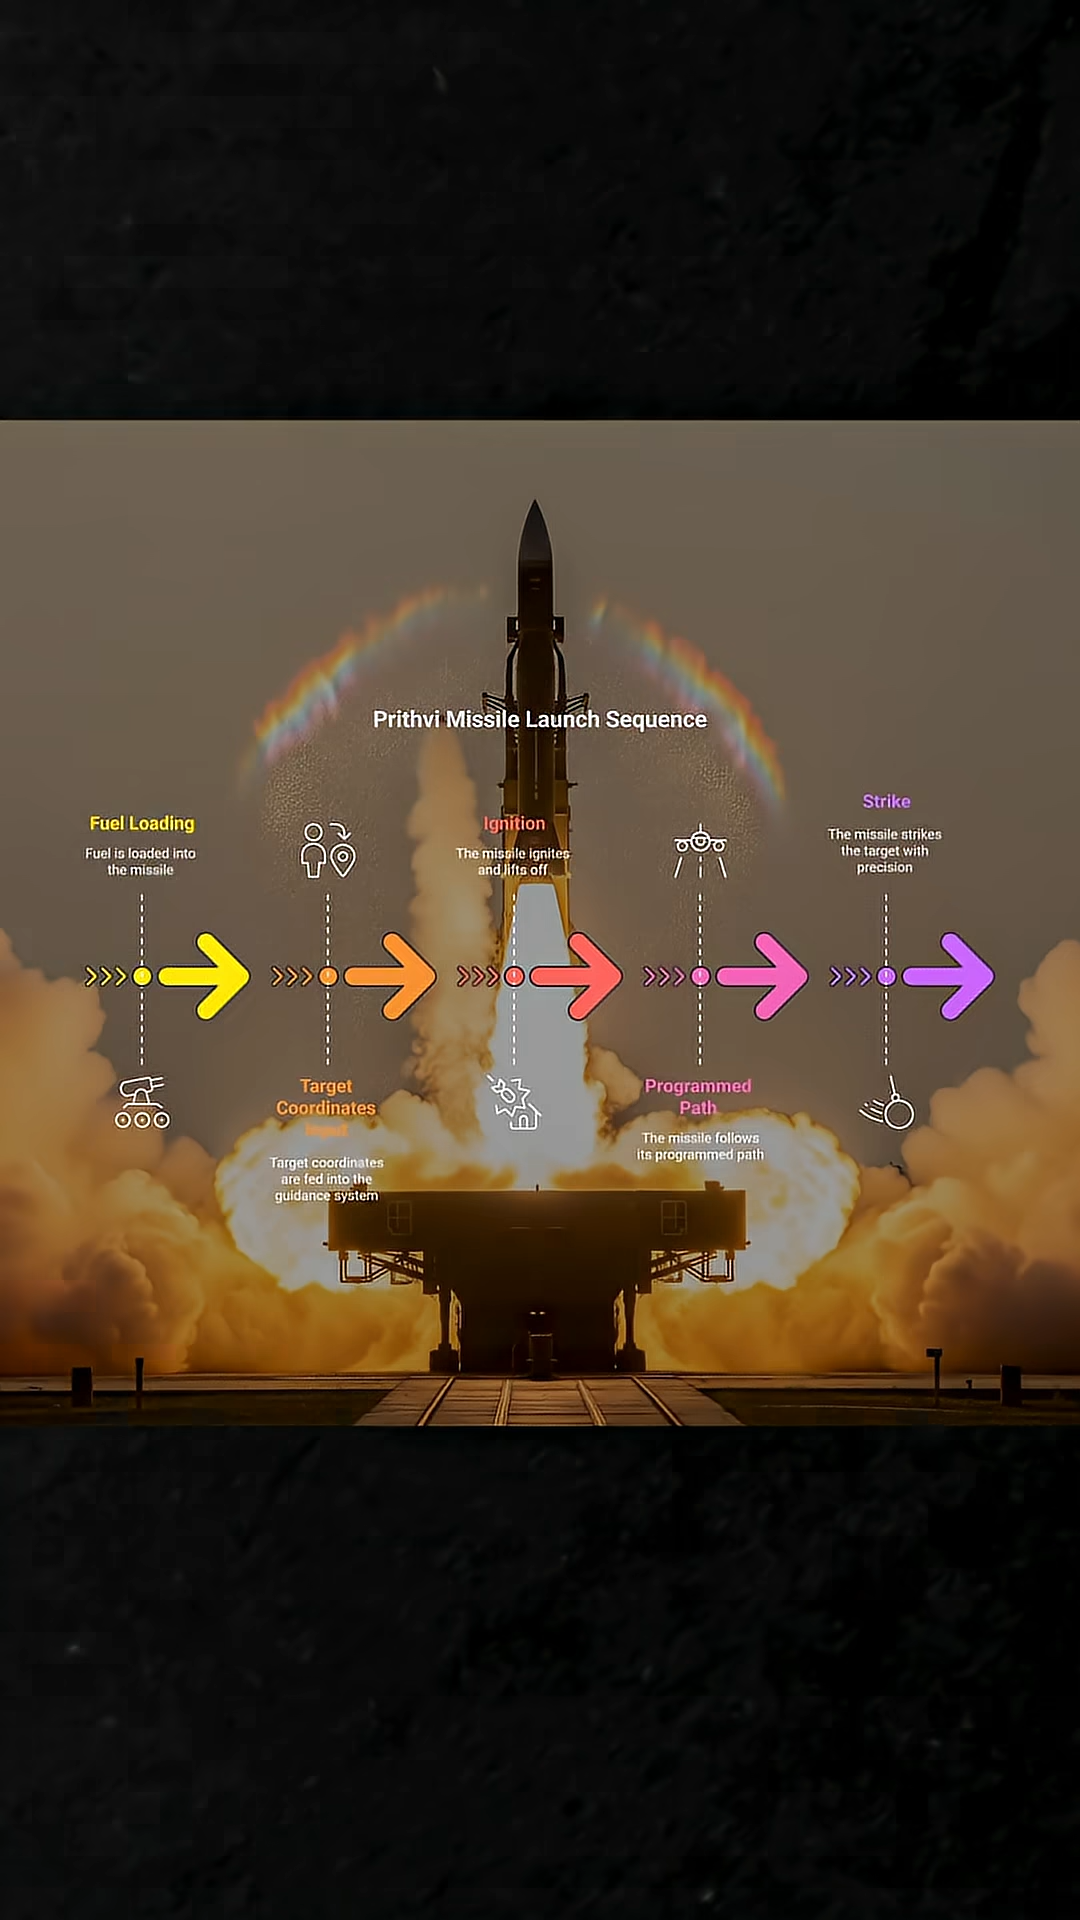 Prithvi Missile Launch Sequence
Fuel Loading
Fuel is loaded into
the missile
Target
Coordinates
Input
Target coordinates
are fed into the
guidance system
Ignition
The missile ignites
and lifts off
Programmed
Path
The missile follows
its programmed path
Strike
The missile strikes
the target with
precision